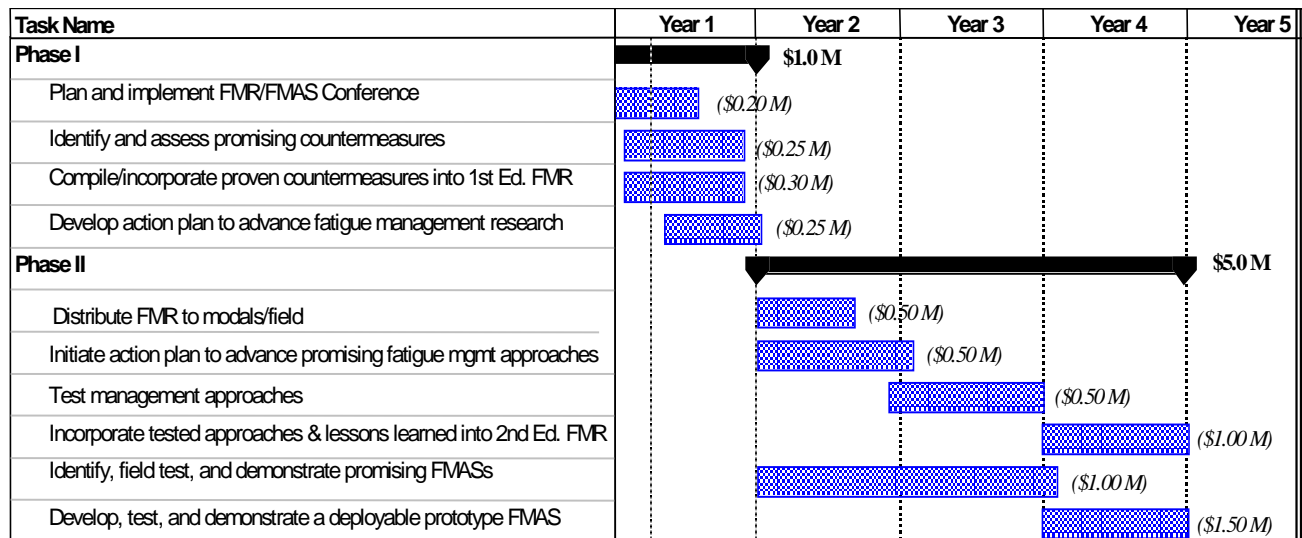 Task Name Year 1 Year 2 Year 3 Year 4 Year 5
Phase I $1.0 M
Plan and implement FMR/FMAS Conference ($0.20 M)
Identify and assess promising countermeasures ($0.25 M)
Compile/incorporate proven countermeasures into 1st Ed. FMR ($0.30 M)
Develop action plan to advance fatigue management research ($0.25 M)
Phase II $5.0 M
Distribute FMR to modals/field ($0.50 M)
Initiate action plan to advance promising fatigue mgmt approaches ($0.50 M)
Test management approaches ($0.50 M)
Incorporate tested approaches & lessons learned into 2nd Ed. FMR ($1.00 M)
Identify, field test, and demonstrate promising FMASs ($1.00 M)
Develop, test, and demonstrate a deployable prototype FMAS ($1.50 M)